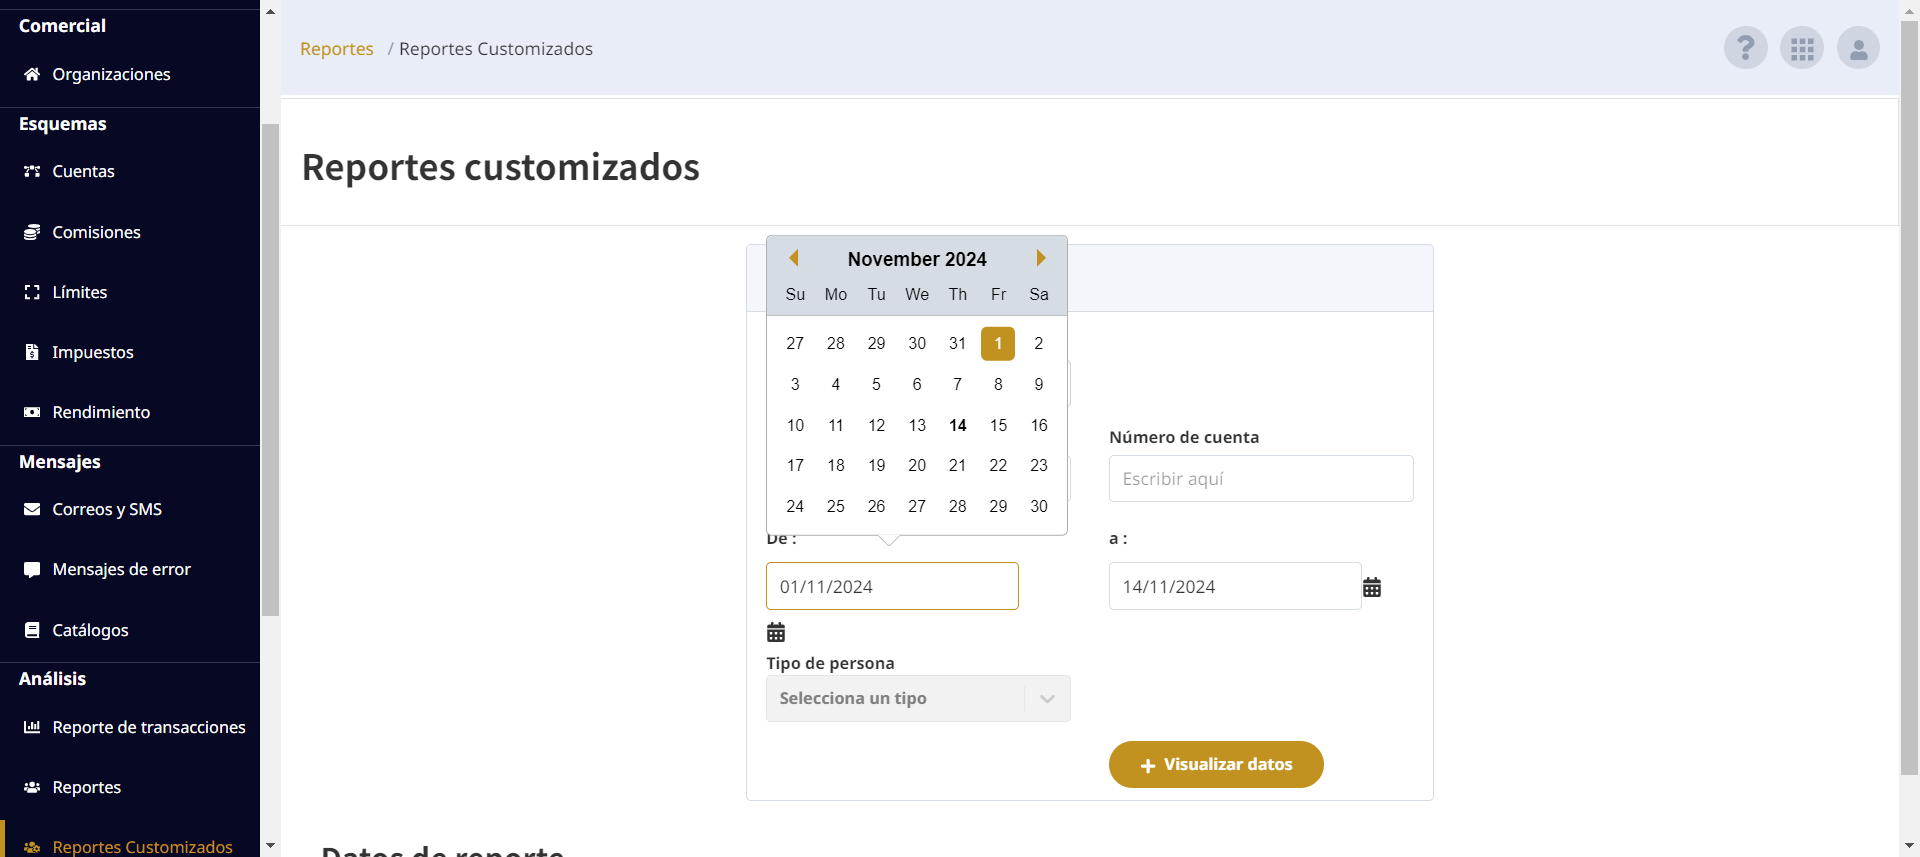 Comercial
Organizaciones
Esquemas
Cuentas
Comisiones
Límites
Impuestos
Rendimiento
Mensajes
Correos y SMS
Mensajes de error
Catálogos
Análisis
Reporte de transacciones
Reportes
Reportes Customizados
Reportes / Reportes Customizados
Reportes customizados
November 2024
Su Mo Tu We Th Fr Sa
27 28 29 30 31 1 2
3 4 5 6 7 8 9
10 11 12 13 14 15 16
17 18 19 20 21 22 23
24 25 26 27 28 29 30
Número de cuenta
Escribir aquí
De :
01/11/2024
a :
14/11/2024
Tipo de persona
Selecciona un tipo
+ Visualizar datos
Datos de reporte